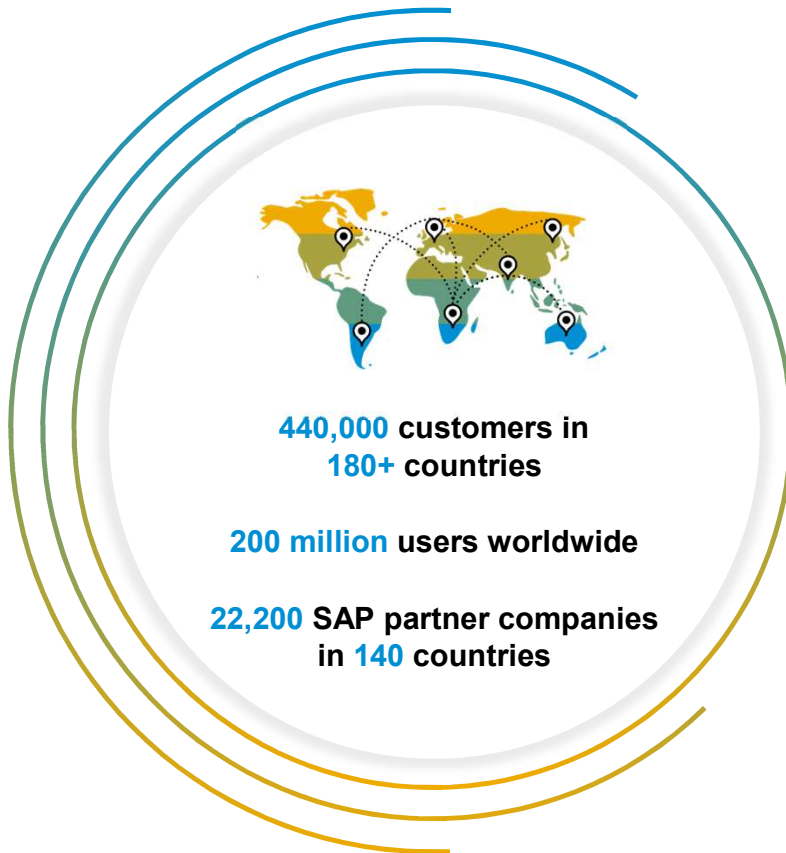 440,000 customers in
180+ countries
200 million users worldwide
22,200 SAP partner companies
in 140 countries